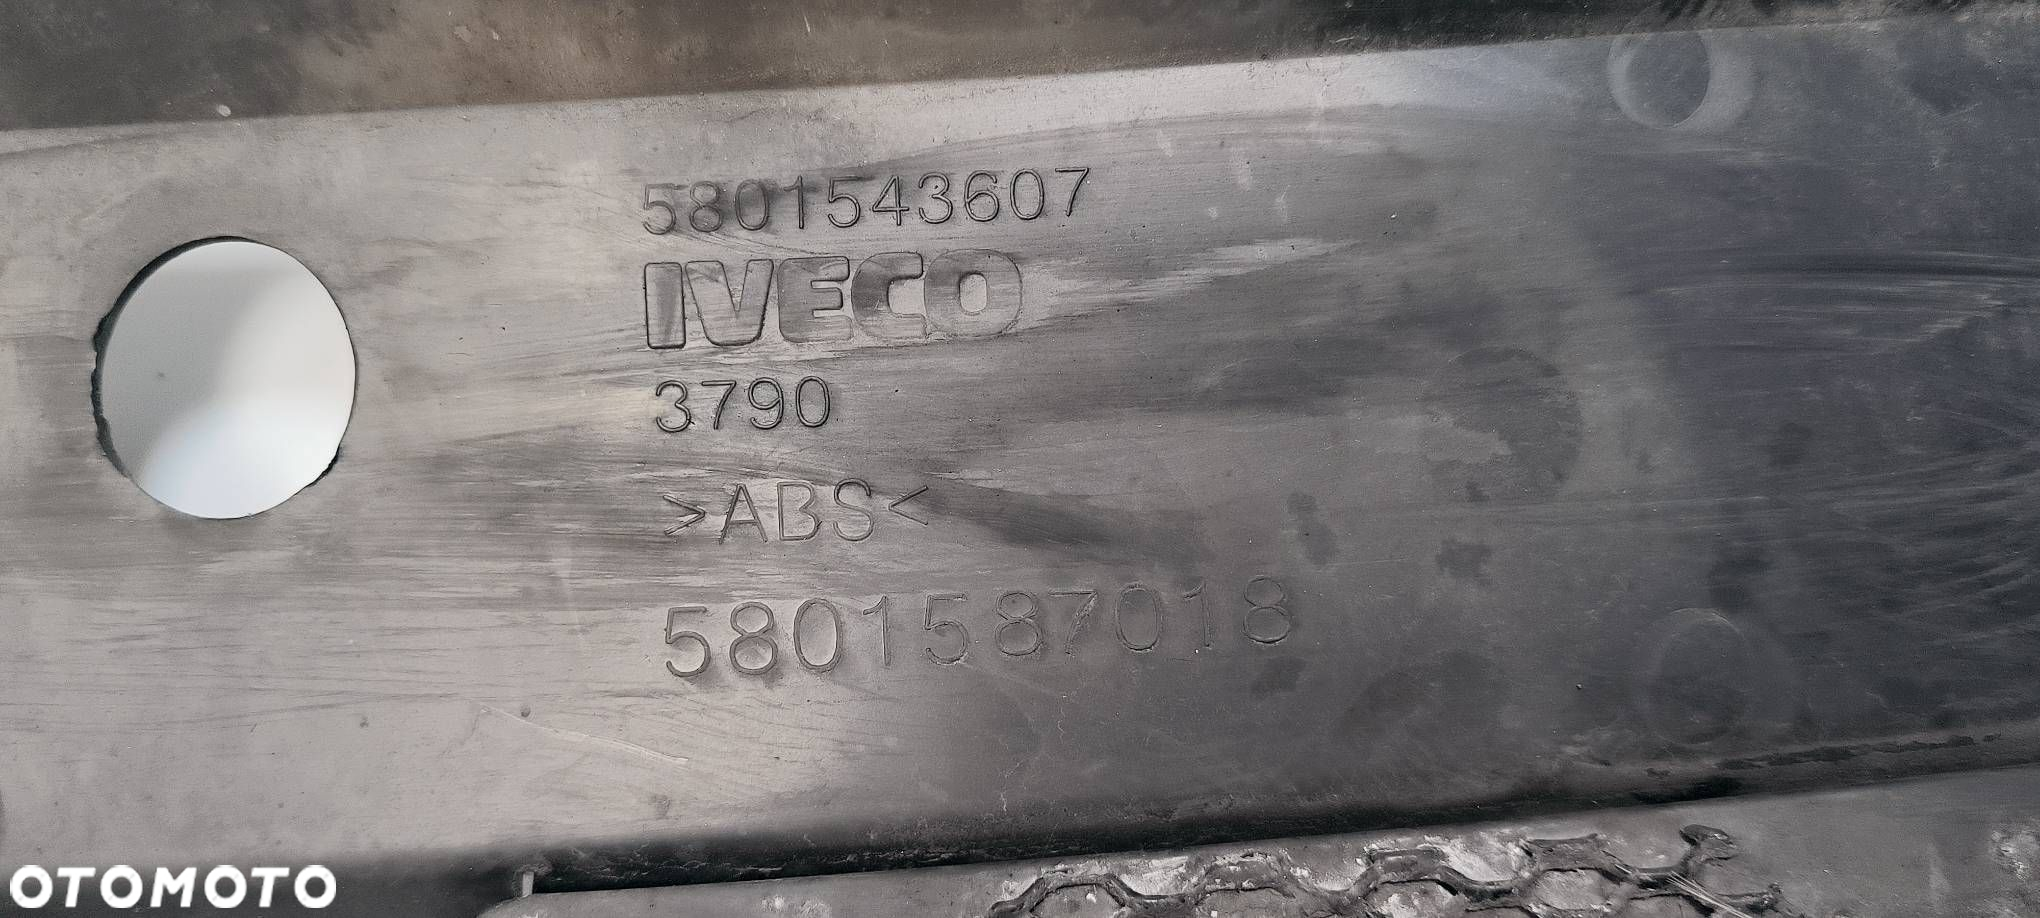 5801543607
IVECO
3790
>ABS<
5801587018
OTOMOTO